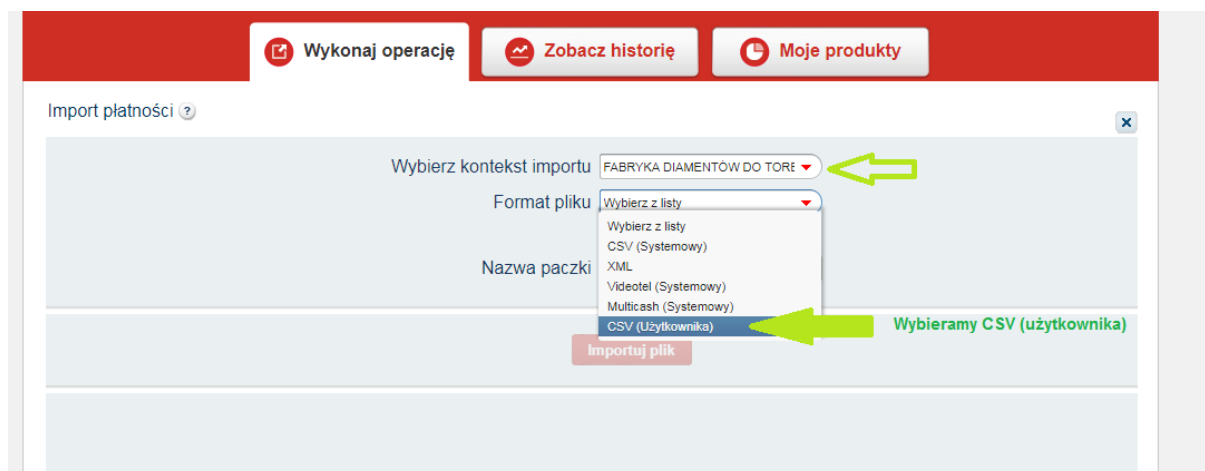 Wykonaj operację
Zobacz historię
Moje produkty
Import płatności ?
Wybierz kontekst importu FABRYKA DIAMENTÓW DO TORE
Format pliku Wybierz z listy
Wybierz z listy
CSV (Systemowy)
Nazwa paczki XML
Videotel (Systemowy)
Multicash (Systemowy)
CSV (Użytkownika) Wybieramy CSV (użytkownika)
Importuj plik